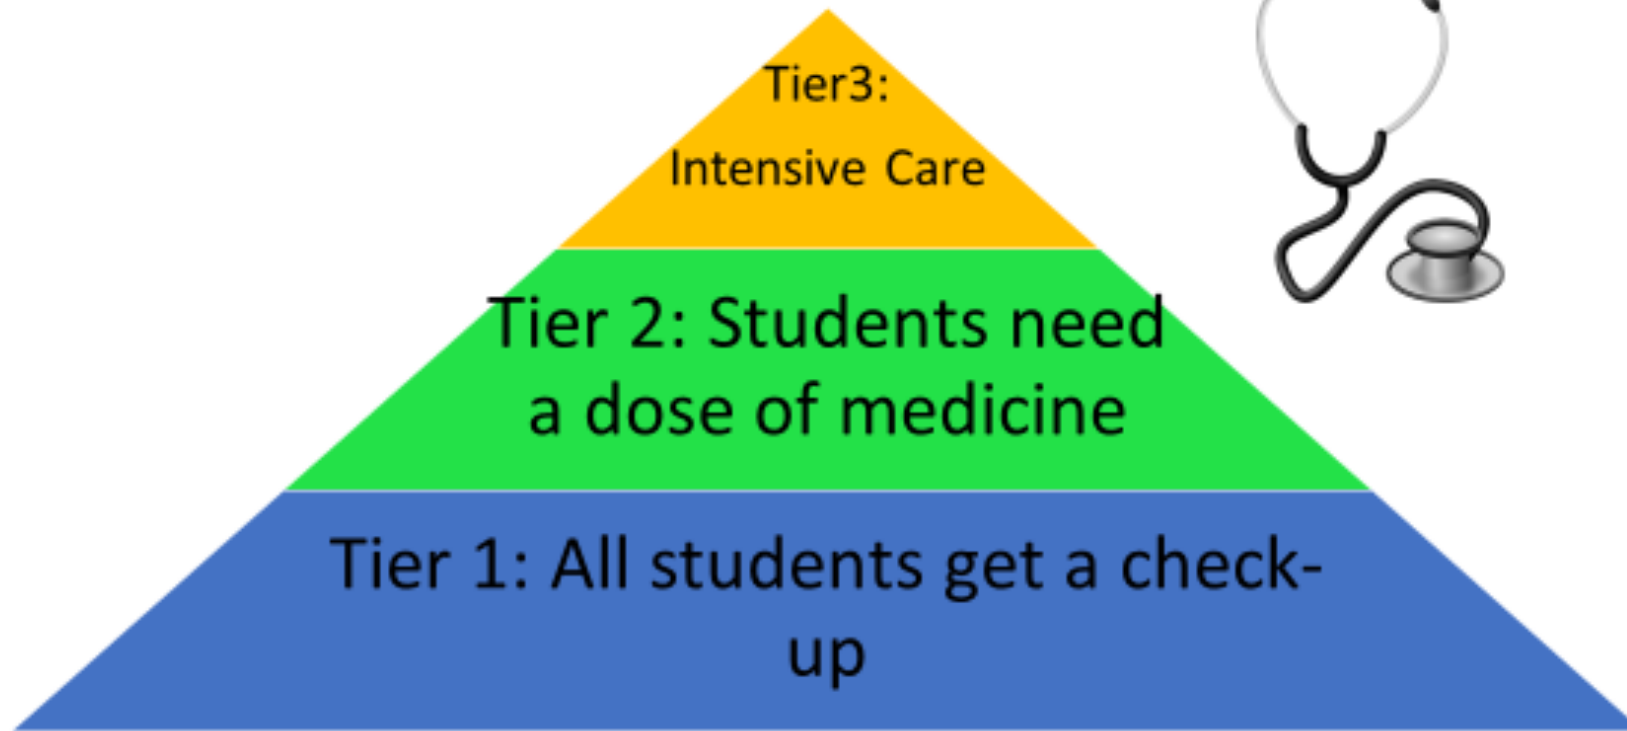 Tier3:
Intensive Care
Tier 2: Students need
a dose of medicine
Tier 1: All students get a check-
up